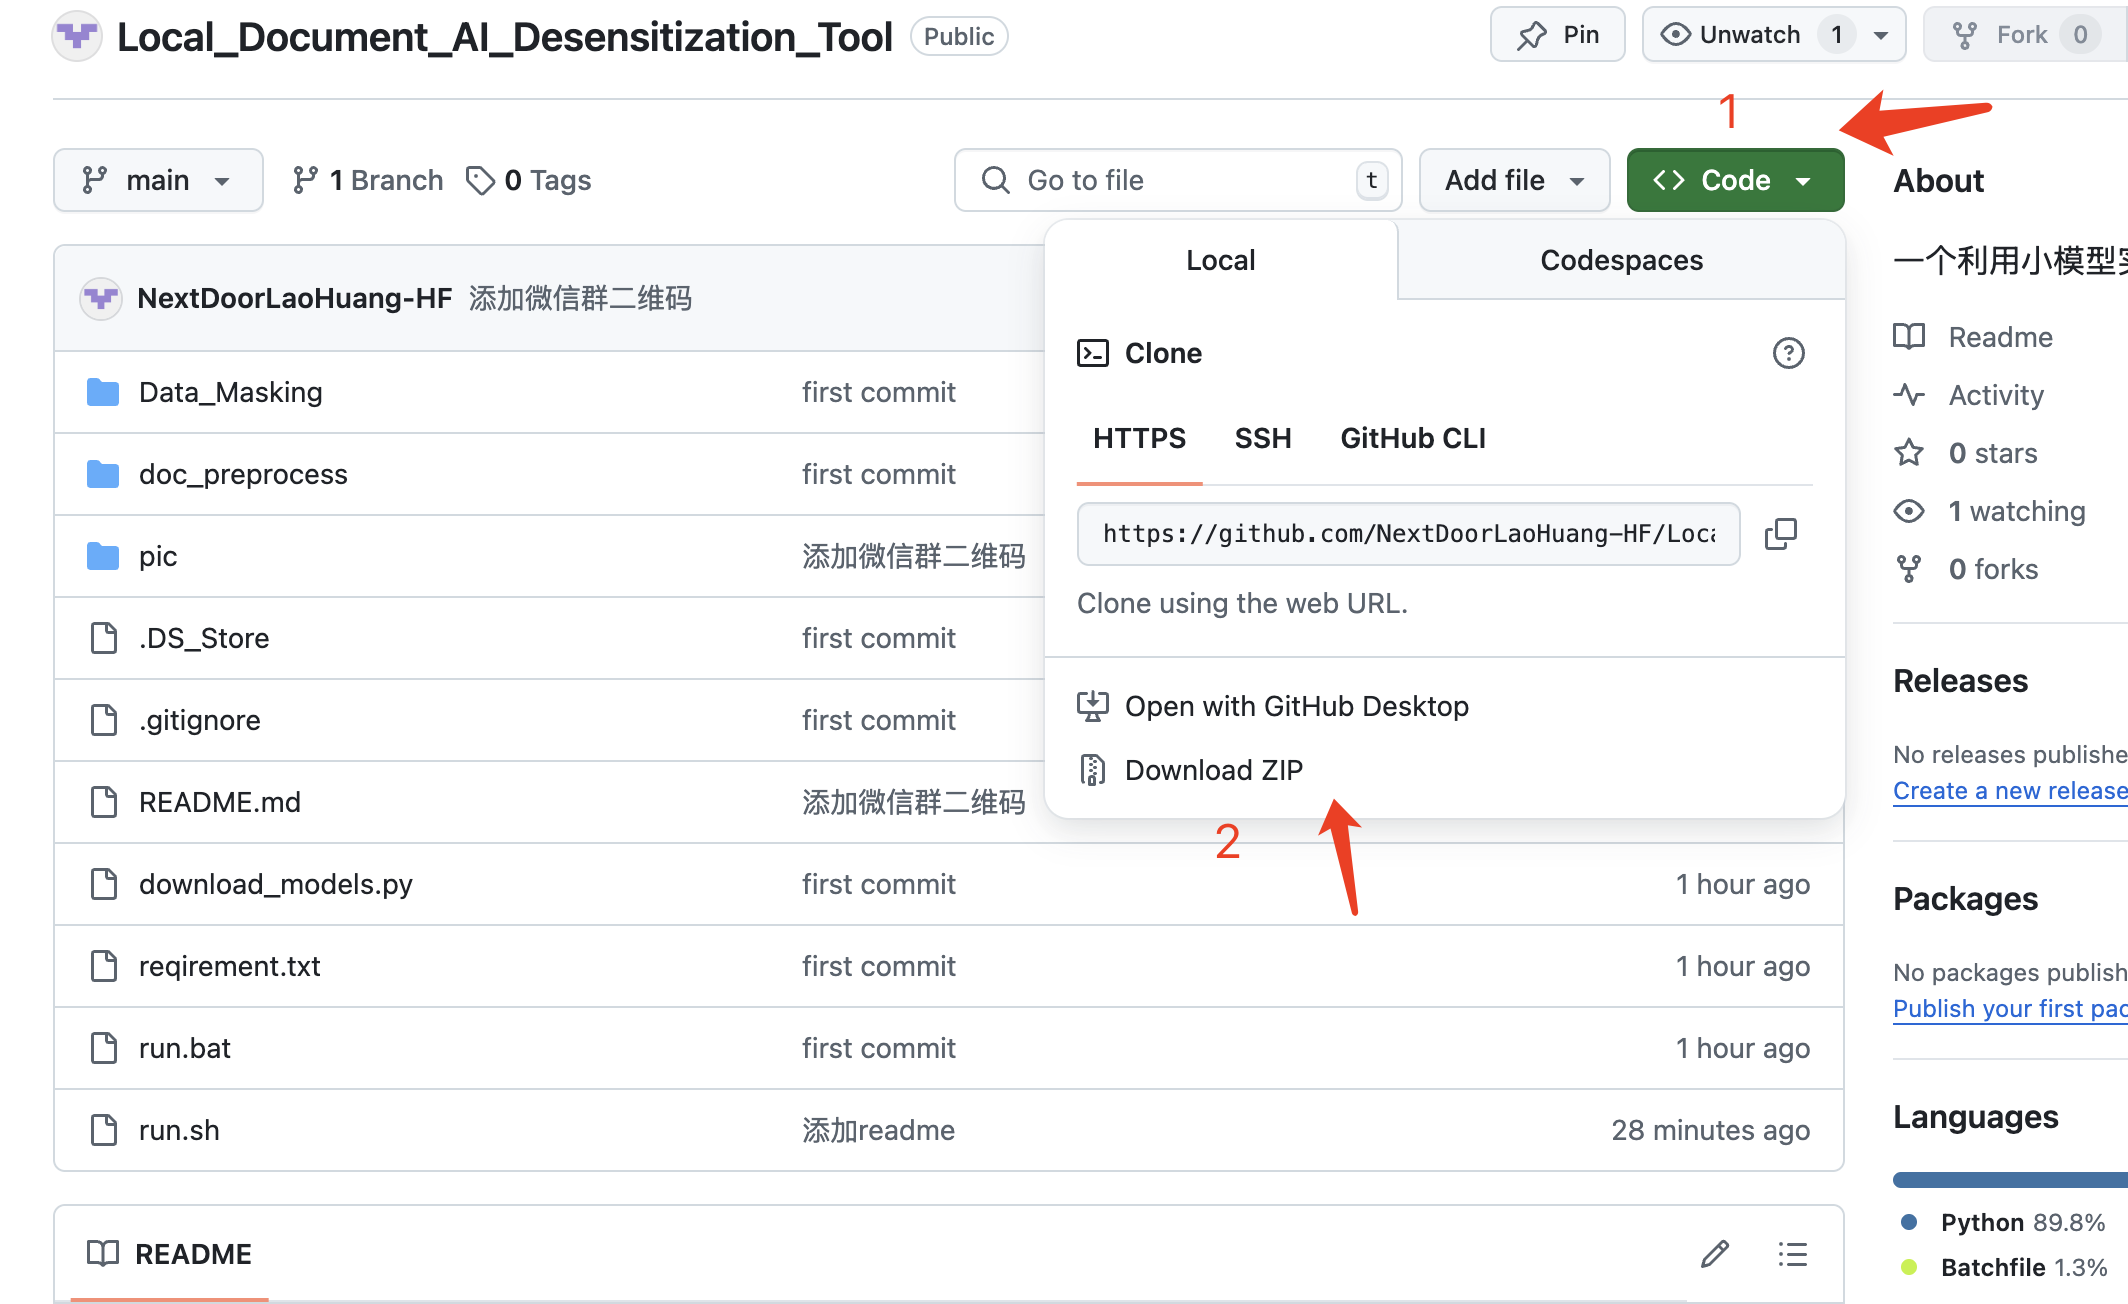 Local_Document_AI_Desensitization_Tool Public Pin Unwatch 1 Fork 0
1
main 1 Branch 0 Tags Go to file t Add file Code About
Local Codespaces
一个利用小模型
NextDoorLaoHuang-HF 添加微信群二维码
Clone
Readme
Data_Masking first commit
Activity
HTTPS SSH GitHub CLI
0 stars
doc_preprocess first commit
https://github.com/NextDoorLaoHuang-HF/Loca
1 watching
pic 添加微信群二维码
0 forks
Clone using the web URL.
.DS_Store first commit
Releases
Open with GitHub Desktop
.gitignore first commit
No releases publishe
Download ZIP
Create a new release
README.md 添加微信群二维码
2
download_models.py first commit 1 hour ago
Packages
reqirement.txt first commit 1 hour ago
No packages publish
Publish your first pac
run.bat first commit 1 hour ago
Languages
run.sh 添加readme 28 minutes ago
Python 89.8%
README
Batchfile 1.3%